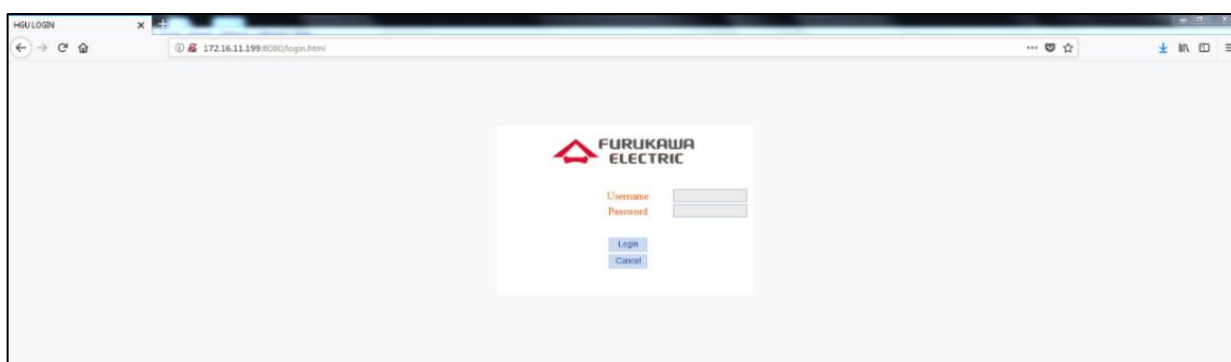 HGU LOGIN
172.16.11.199:8080/login.html
FURUKAWA
ELECTRIC
Username
Password
Login
Cancel